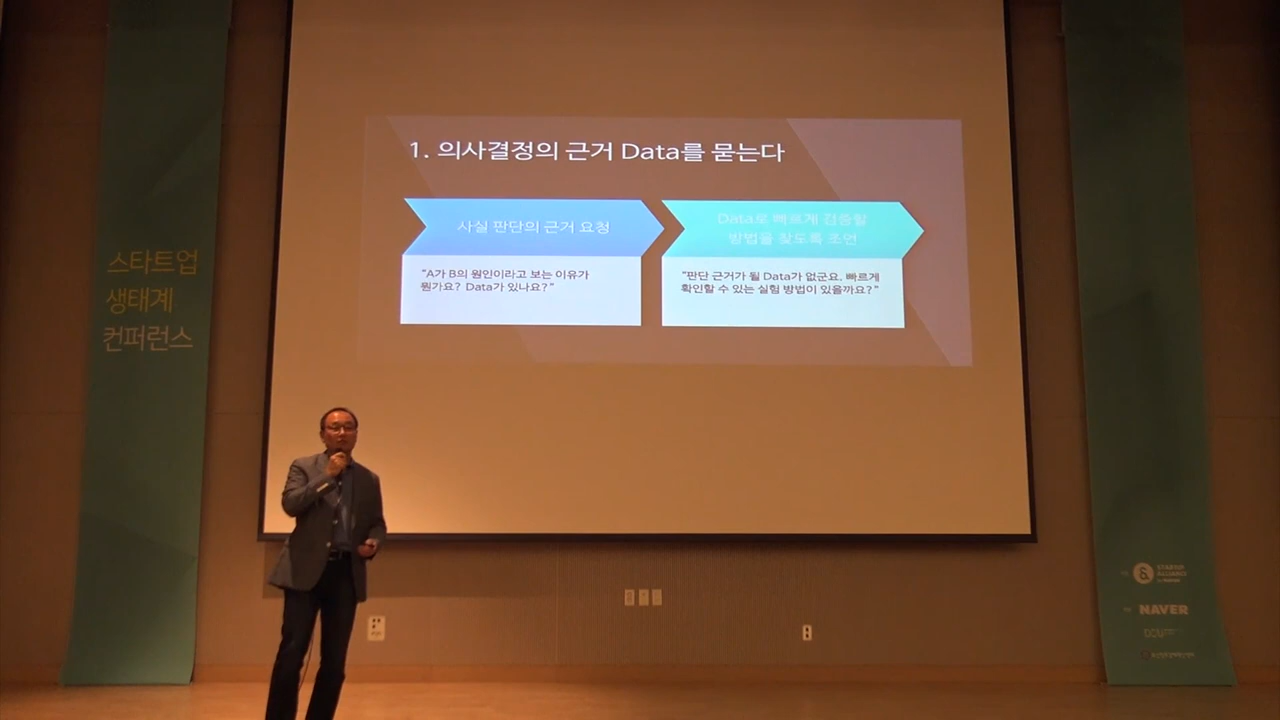 1. 의사결정의 근거 Data를 묻는다
사실 판단의 근거 요청
Data로 빠르게 검증할
방법을 찾도록 조언
"A가 B의 원인이라고 보는 이유가
뭔가요? Data가 있나요?"
"판단 근거가 될 Data가 없군요. 빠르게
확인할 수 있는 실험 방법이 있을까요?"
스타트업
생태계
컨퍼런스
STARTUP
ALLIANCE
NAVER